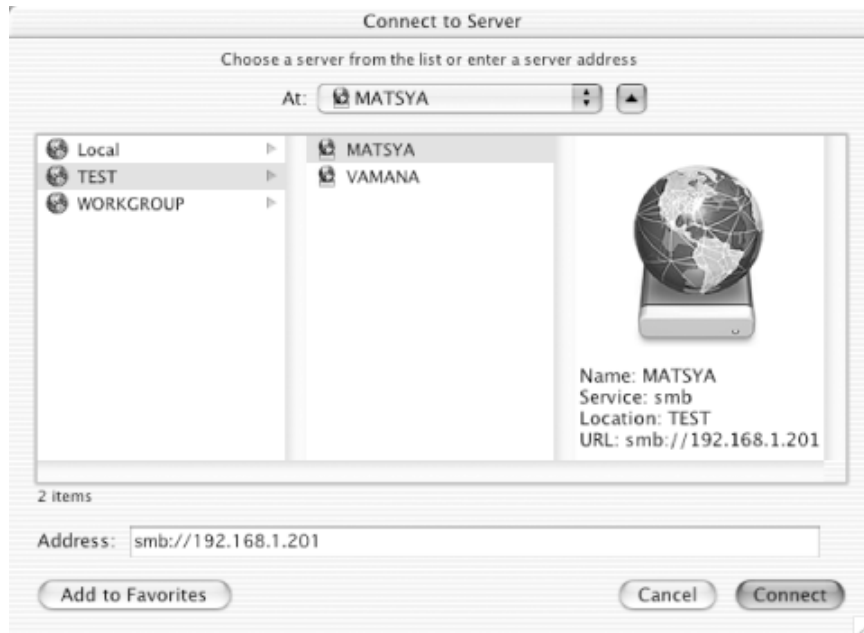 Connect to Server
Choose a server from the list or enter a server address
At: MATSYA
Local
TEST
WORKGROUP
MATSYA
VAMANA
Name: MATSYA
Service: smb
Location: TEST
URL: smb://192.168.1.201
2 items
Address: smb://192.168.1.201
Add to Favorites Cancel Connect